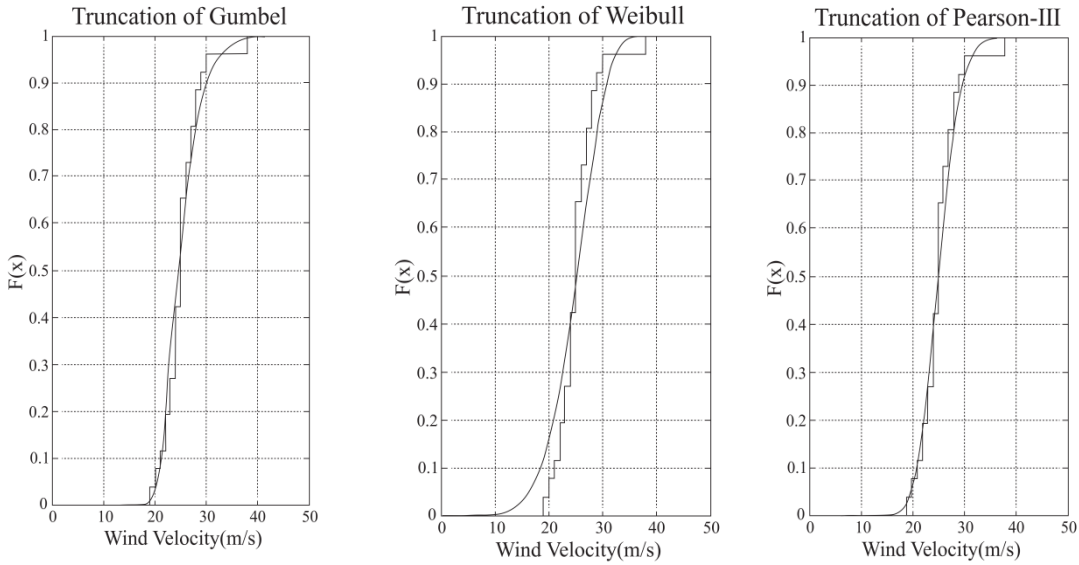 Truncation of Gumbel
1
0.9
0.8
0.7
0.6
0.5
0.4
0.3
0.2
0.1
0
F(x)
0 10 20 30 40 50
Wind Velocity(m/s)
Truncation of Weibull
1
0.9
0.8
0.7
0.6
0.5
0.4
0.3
0.2
0.1
0
F(x)
0 10 20 30 40 50
Wind Velocity(m/s)
Truncation of Pearson-III
1
0.9
0.8
0.7
0.6
0.5
0.4
0.3
0.2
0.1
0
F(x)
0 10 20 30 40 50
Wind Velocity(m/s)